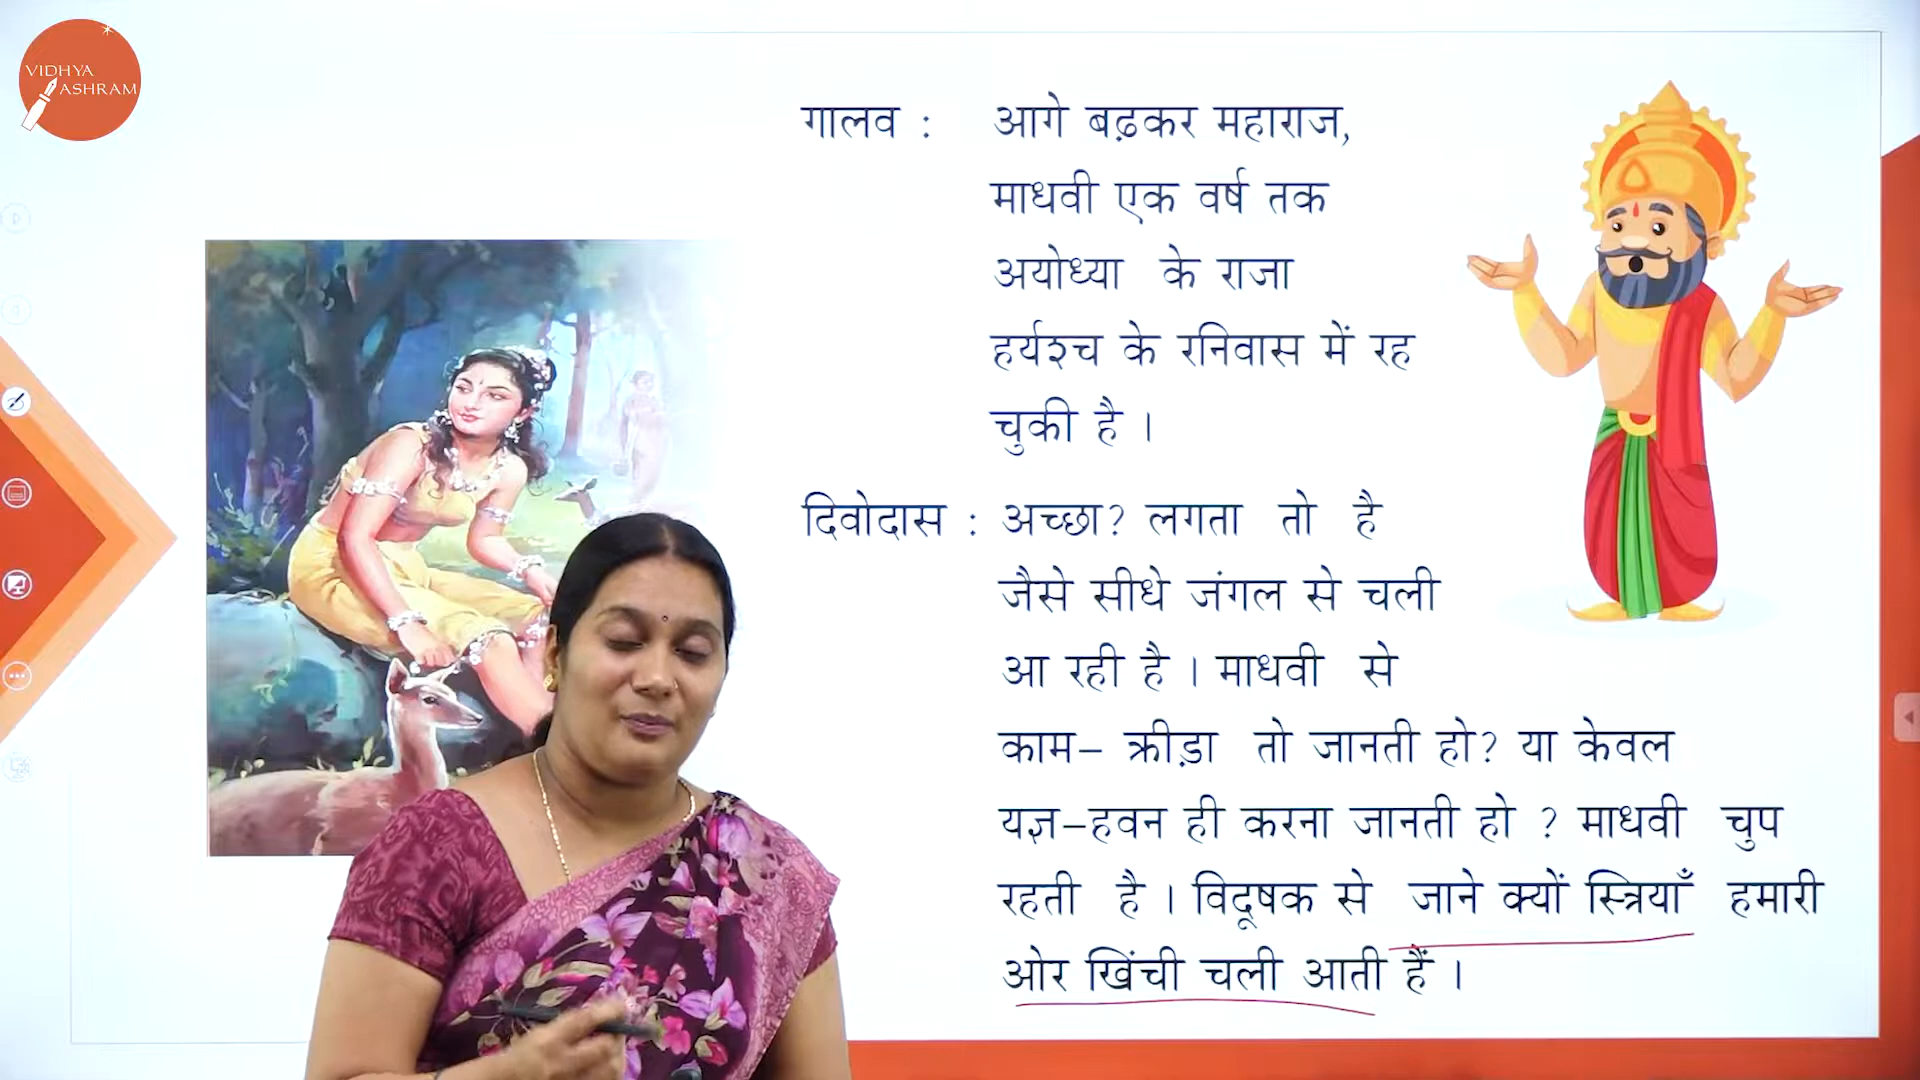 VIDHYA
ASHRAM
गालव : आगे बढ़कर महाराज,
माधवी एक वर्ष तक
अयोध्या के राजा
हर्यश्च के रनिवास में रह
चुकी है ।
दिवोदास : अच्छा? लगता तो है
जैसे सीधे जंगल से चली
आ रही है । माधवी से
काम- क्रीड़ा तो जानती हो? या केवल
यज्ञ-हवन ही करना जानती हो ? माधवी चुप
रहती है । विदूषक से जाने क्यों स्त्रियाँ हमारी
ओर खिंची चली आती हैं ।